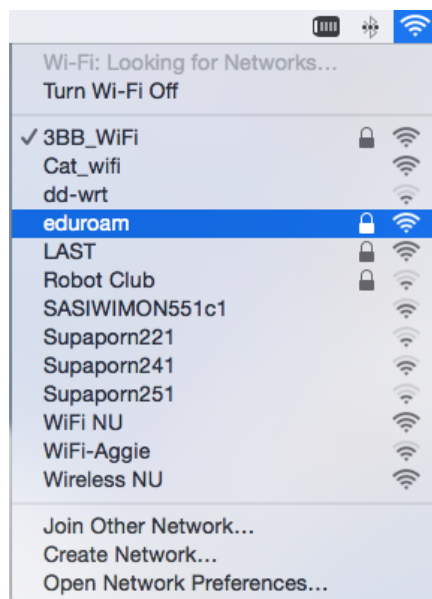 Wi-Fi: Looking for Networks...
Turn Wi-Fi Off
3BB_WiFi
Cat_wifi
dd-wrt
eduroam
LAST
Robot Club
SASIWIMON551c1
Supaporn221
Supaporn241
Supaporn251
WiFi NU
WiFi-Aggie
Wireless NU
Join Other Network...
Create Network...
Open Network Preferences...